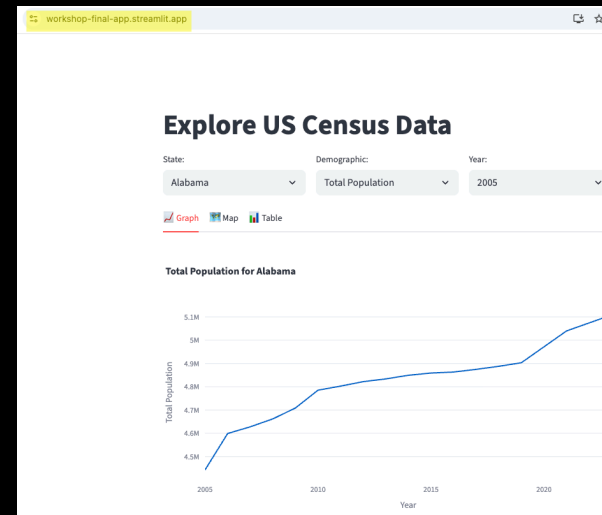 workshop-final-app.streamlit.app
Explore US Census Data
State:
Demographic:
Year:
Alabama
Total Population
2005
Graph
Map
Table
Total Population for Alabama
5.1M
5M
4.9M
4.8M
4.7M
4.6M
4.5M
Total Population
2005
2010
2015
2020
Year